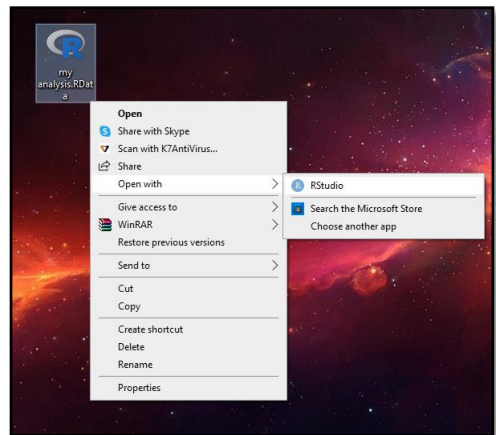 R
my
analysis.RDat
a
Open
Share with Skype
Scan with K7AntiVirus...
Share
Open with
Give access to
WinRAR
Restore previous versions
Send to
Cut
Copy
Create shortcut
Delete
Rename
Properties
R RStudio
Search the Microsoft Store
Choose another app